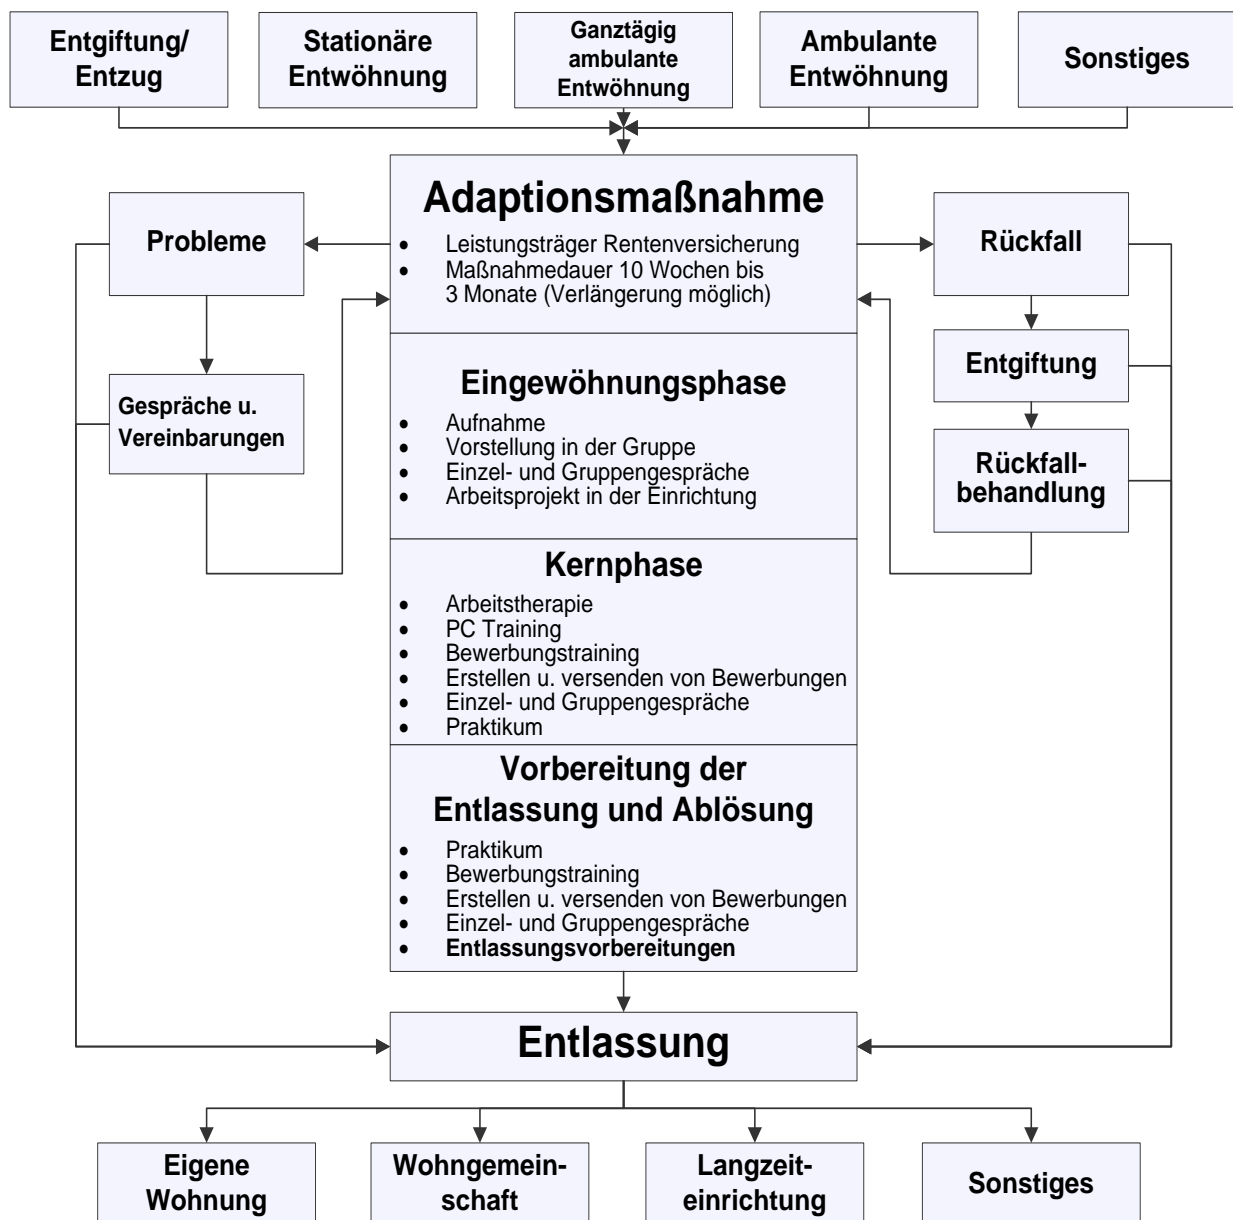 Entgiftung/
Entzug
Stationäre
Entwöhnung
Ganztägig
ambulante
Entwöhnung
Ambulante
Entwöhnung
Sonstiges
Adaptionsmaßnahme
• Leistungsträger Rentenversicherung
• Maßnahmedauer 10 Wochen bis
3 Monate (Verlängerung möglich)
Probleme
Gespräche u.
Vereinbarungen
Rückfall
Entgiftung
Rückfall-
behandlung
Eingewöhnungsphase
• Aufnahme
• Vorstellung in der Gruppe
• Einzel- und Gruppengespräche
• Arbeitsprojekt in der Einrichtung
Kernphase
• Arbeitstherapie
• PC Training
• Bewerbungstraining
• Erstellen u. versenden von Bewerbungen
• Einzel- und Gruppengespräche
• Praktikum
Vorbereitung der
Entlassung und Ablösung
• Praktikum
• Bewerbungstraining
• Erstellen u. versenden von Bewerbungen
• Einzel- und Gruppengespräche
• Entlassungsvorbereitungen
Entlassung
Eigene
Wohnung
Wohngemein-
schaft
Langzeit-
einrichtung
Sonstiges